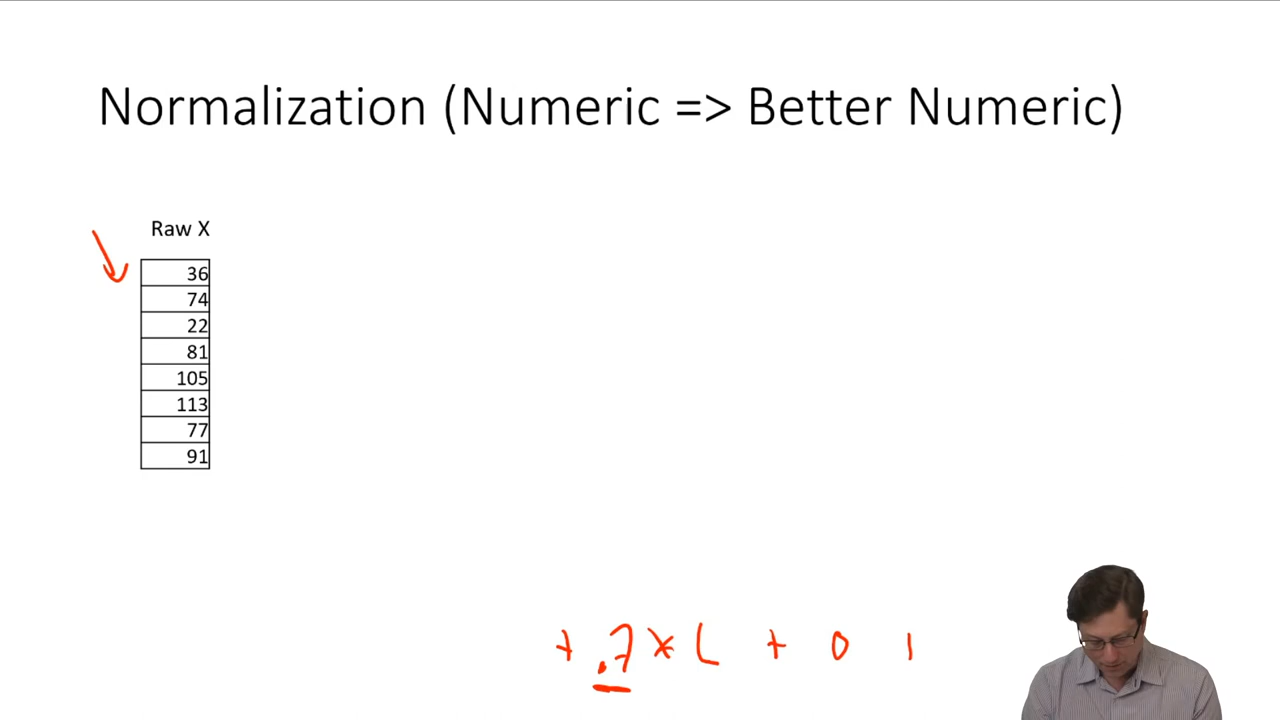 Normalization (Numeric => Better Numeric)
Raw X
36
74
22
81
105
113
77
91
+ .7 * L + 0 1